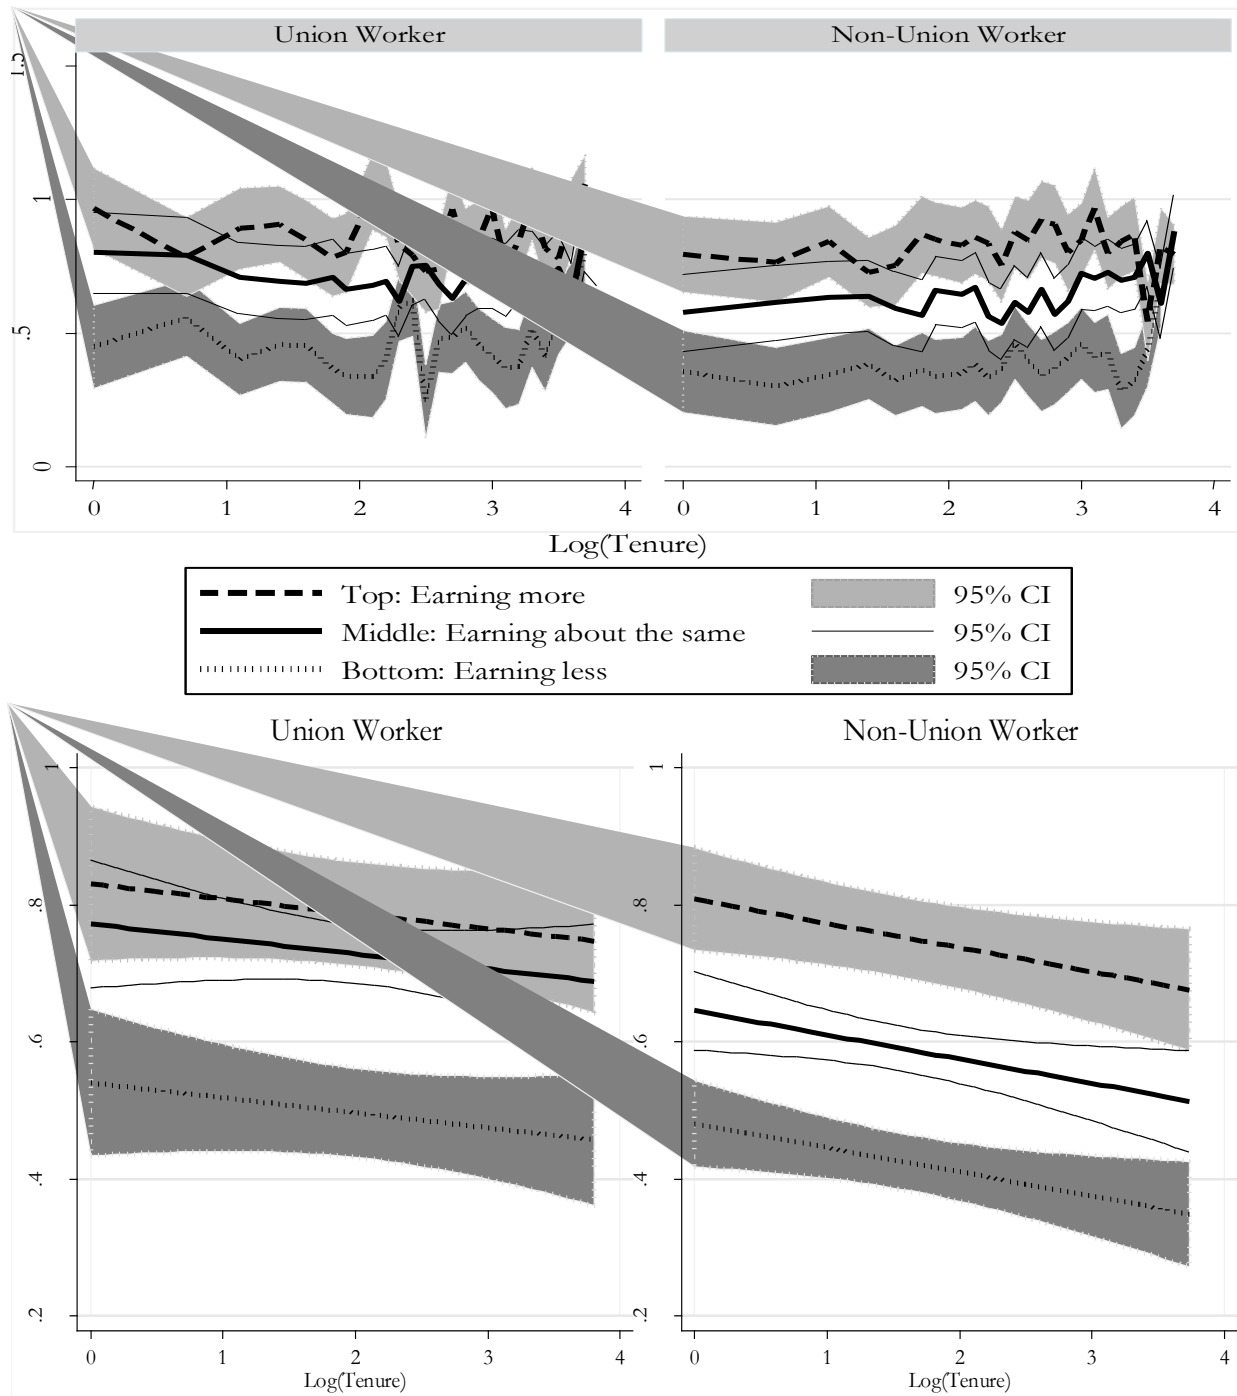 Union Worker Non-Union Worker
1.5
1
.5
0
0 1 2 3 4 0 1 2 3 4
Log(Tenure)
Top: Earning more 95% CI
Middle: Earning about the same 95% CI
Bottom: Earning less 95% CI
Union Worker Non-Union Worker
1 1
.8 .8
.6 .6
.4 .4
.2 .2
0 1 2 3 4 0 1 2 3 4
Log(Tenure) Log(Tenure)